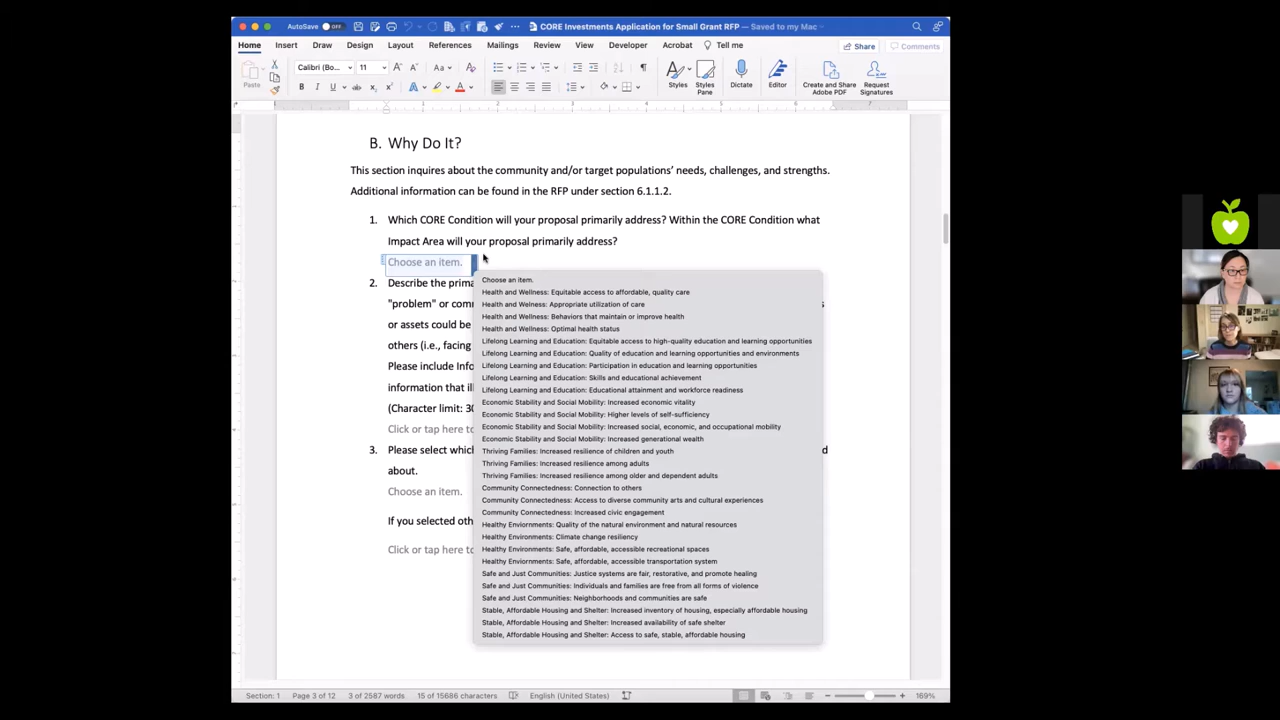 AutoSave OFF
CORE Investments Application for Small Grant RFP — Saved to my Mac
Home Insert Draw Design Layout References Mailings Review View Developer Acrobat Tell me Share Comments
Calibri (Bo... 11
Paste
Styles
Styles Pane
Dictate
Editor
Create and Share Adobe PDF
Request Signatures
1 2 3 4 5 6 7
B. Why Do It?
This section inquires about the community and/or target populations' needs, challenges, and strengths.
Additional information can be found in the RFP under section 6.1.1.2.
1. Which CORE Condition will your proposal primarily address? Within the CORE Condition what
Impact Area will your proposal primarily address?
Choose an item.
2. Describe the prima
"problem" or com
or assets could be
others (i.e., facing
Please include Info
information that il
(Character limit: 30
Click or tap here to
3. Please select which
about.
Choose an item.
If you selected oth
Click or tap here to
Choose an item.
Health and Wellness: Equitable access to affordable, quality care
Health and Welness: Appropriate utilization of care
Health and Wellness: Behaviors that maintain or improve health
Health and Wellness: Optimal health status
Lifelong Learning and Education: Equitable access to high-quality education and learning opportunities
Lifelong Learning and Education: Quality of education and learning opportunities and environments
Lifelong Learning and Education: Participation in education and learning opportunities
Lifelong Learning and Education: Skills and educational achievement
Lifelong Learning and Education: Educational attainment and workforce readiness
Economic Stability and Social Mobility: Increased economic vitality
Economic Stability and Social Mobility: Higher levels of self-sufficiency
Economic Stability and Social Mobility: Increased social, economic, and occupational mobility
Economic Stability and Social Mobility: Increased generational wealth
Thriving Families: Increased resilience of children and youth
Thriving Families: Increased resilience among adults
Thriving Families: Increased resilience among older and dependent adults
Community Connectedness: Connection to others
Community Connectedness: Access to diverse community arts and cultural experiences
Community Connectedness: Increased civic engagement
Healthy Enviornments: Quality of the natural environment and natural resources
Healthy Enviornments: Climate change resiliency
Healthy Enviornments: Safe, affordable, accessible recreational spaces
Healthy Enviornments: Safe, affordable, accessible transportation system
Safe and Just Communities: Justice systems are fair, restorative, and promote healing
Safe and Just Communities: Individuals and families are free from all forms of violence
Safe and Just Communities: Neighborhoods and communities are safe
Stable, Affordable Housing and Shelter: Increased inventory of housing, especially affordable housing
Stable, Affordable Housing and Shelter: Increased availability of safe shelter
Stable, Affordable Housing and Shelter: Access to safe, stable, affordable housing
Section: 1 Page 3 of 12 3 of 2587 words 15 of 15686 characters English (United States) 169%